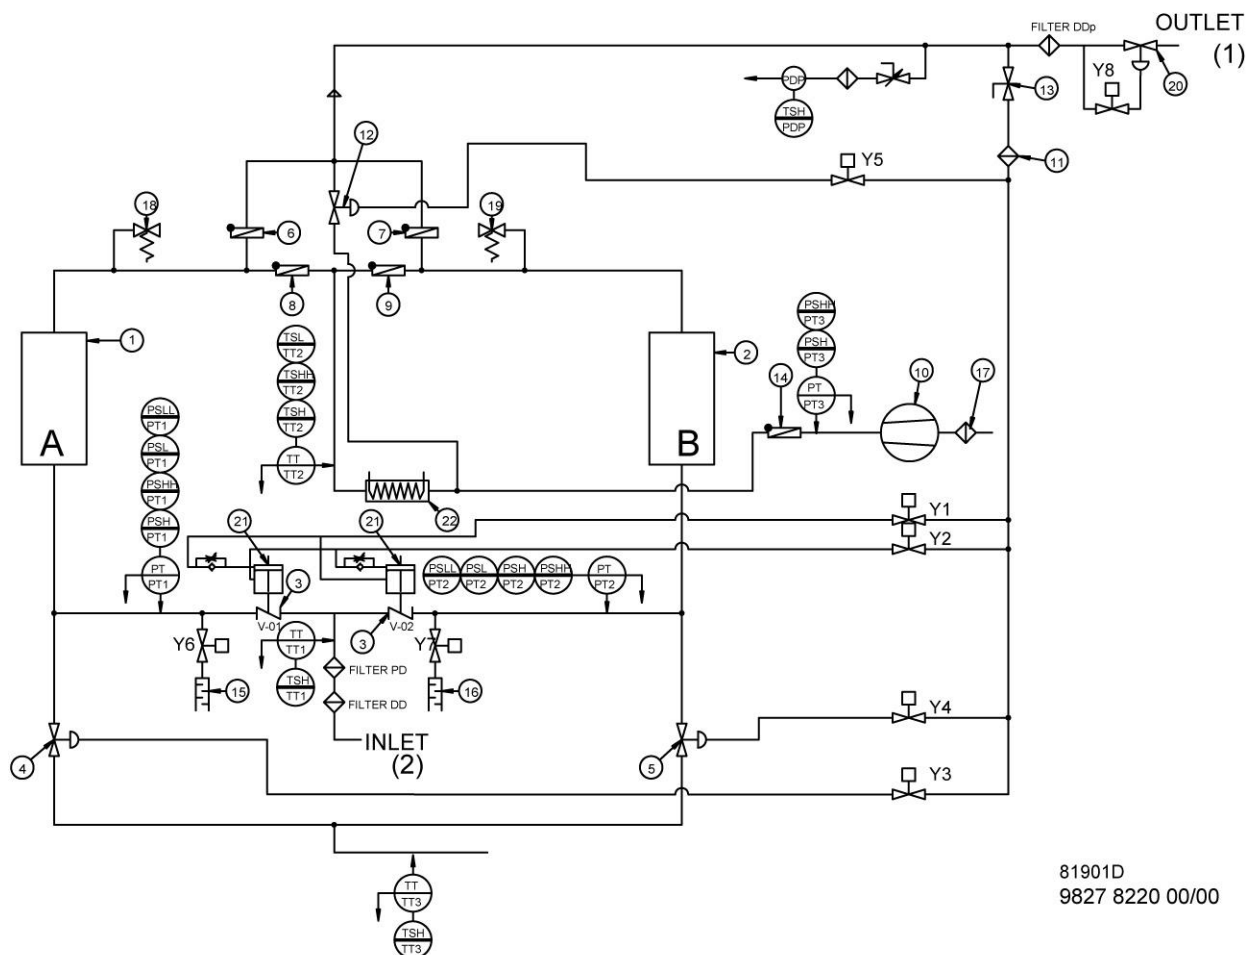 FILTER DDp
OUTLET
(1)
Y8
20
PDP
TSH
PDP
13
12
11
Y5
18
19
6
7
8
9
1
2
TSL
TT2
TSHH
TT2
TSH
TT2
TT
TT2
PSHH
PT3
PSH
PT3
PT
PT3
14
10
17
A
B
PSLL
PT1
PSL
PT1
PSHH
PT1
PSH
PT1
PT
PT1
22
Y1
Y2
21
21
PSLL
PT2
PSL
PT2
PSH
PT2
PSHH
PT2
PT
PT2
3
V-01
3
V-02
Y6
Y7
TT
TT1
TSH
TT1
FILTER PD
FILTER DD
15
16
INLET
(2)
4
5
Y4
Y3
TT
TT3
TSH
TT3
81901D
9827 8220 00/00